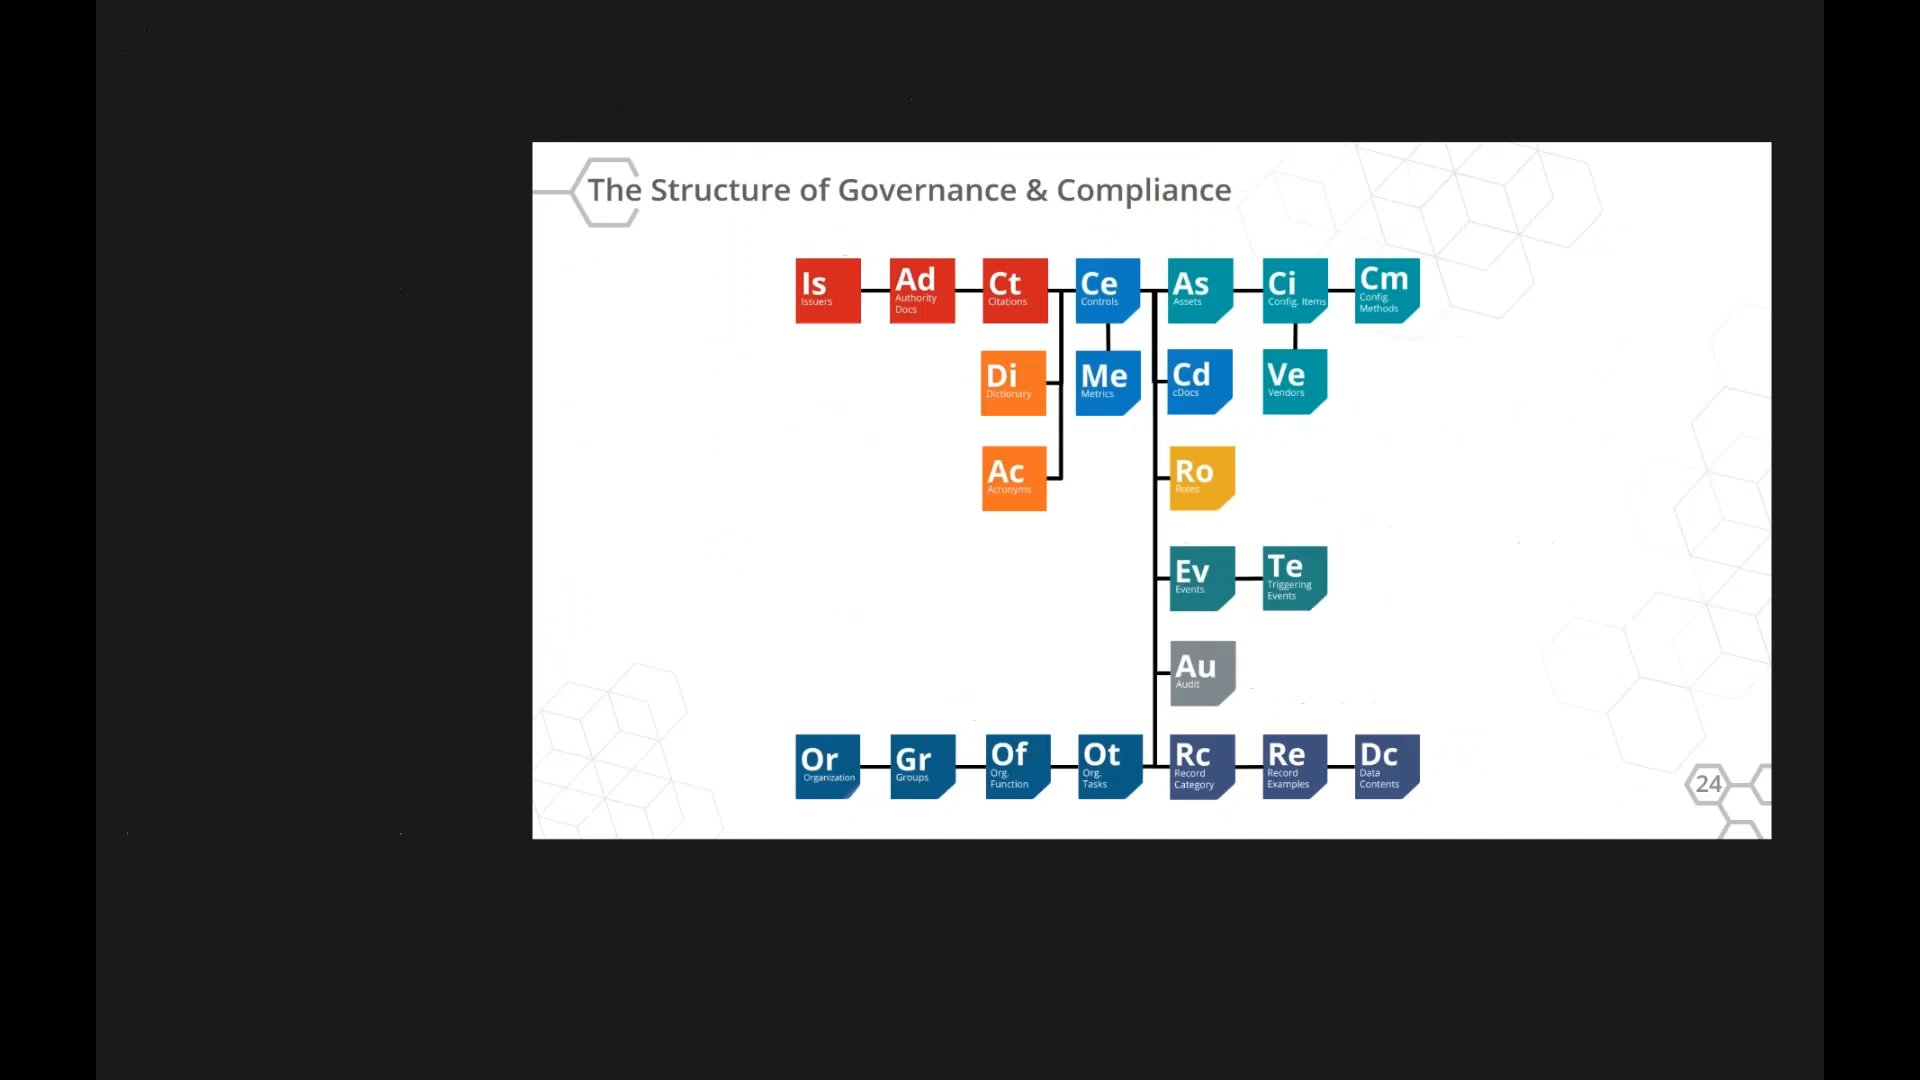 The Structure of Governance & Compliance
Is
Issuers
Ad
Authority
Docs
Ct
Citations
Ce
Controls
As
Assets
Ci
Config. Items
Cm
Config.
Methods
Di
Dictionary
Me
Metrics
Cd
cDocs
Ve
Vendors
Ac
Acronyms
Ro
Roles
Ev
Events
Te
Triggering
Events
Au
Audit
Or
Organization
Gr
Groups
Of
Org.
Function
Ot
Org.
Tasks
Rc
Record
Category
Re
Record
Examples
Dc
Data
Contents
24